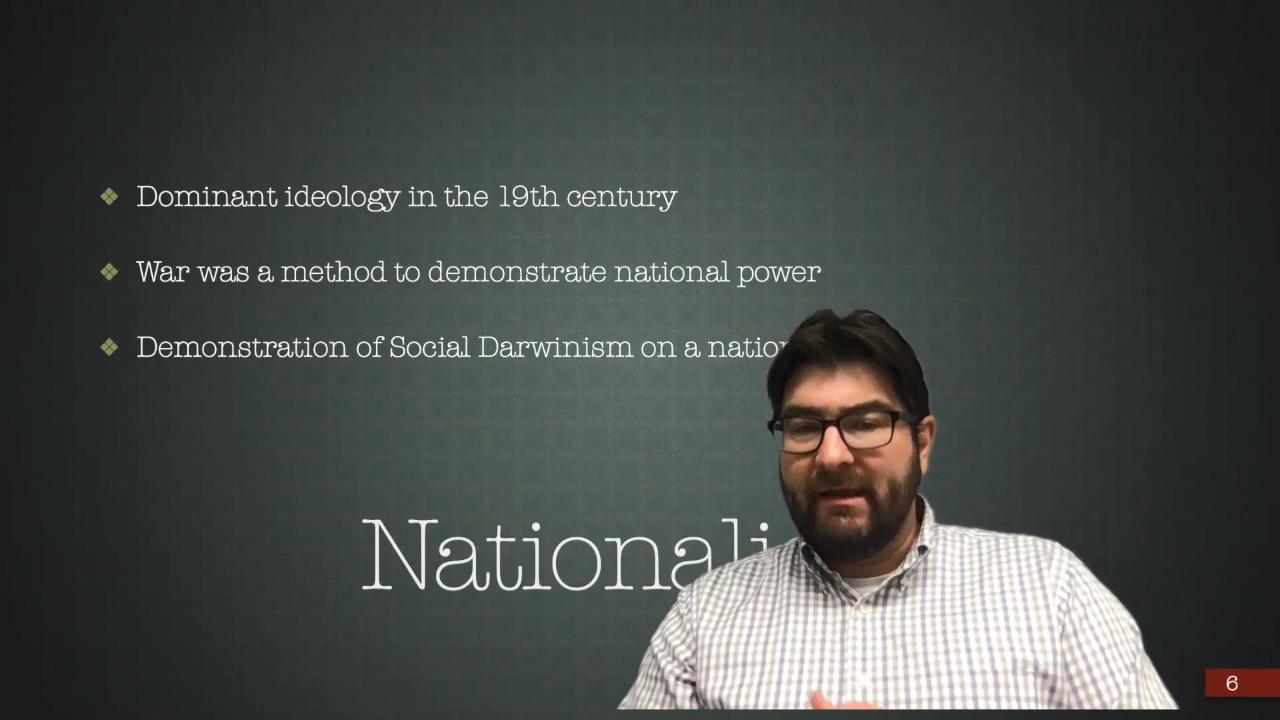 Dominant ideology in the 19th century
War was a method to demonstrate national power
Demonstration of Social Darwinism on a
6